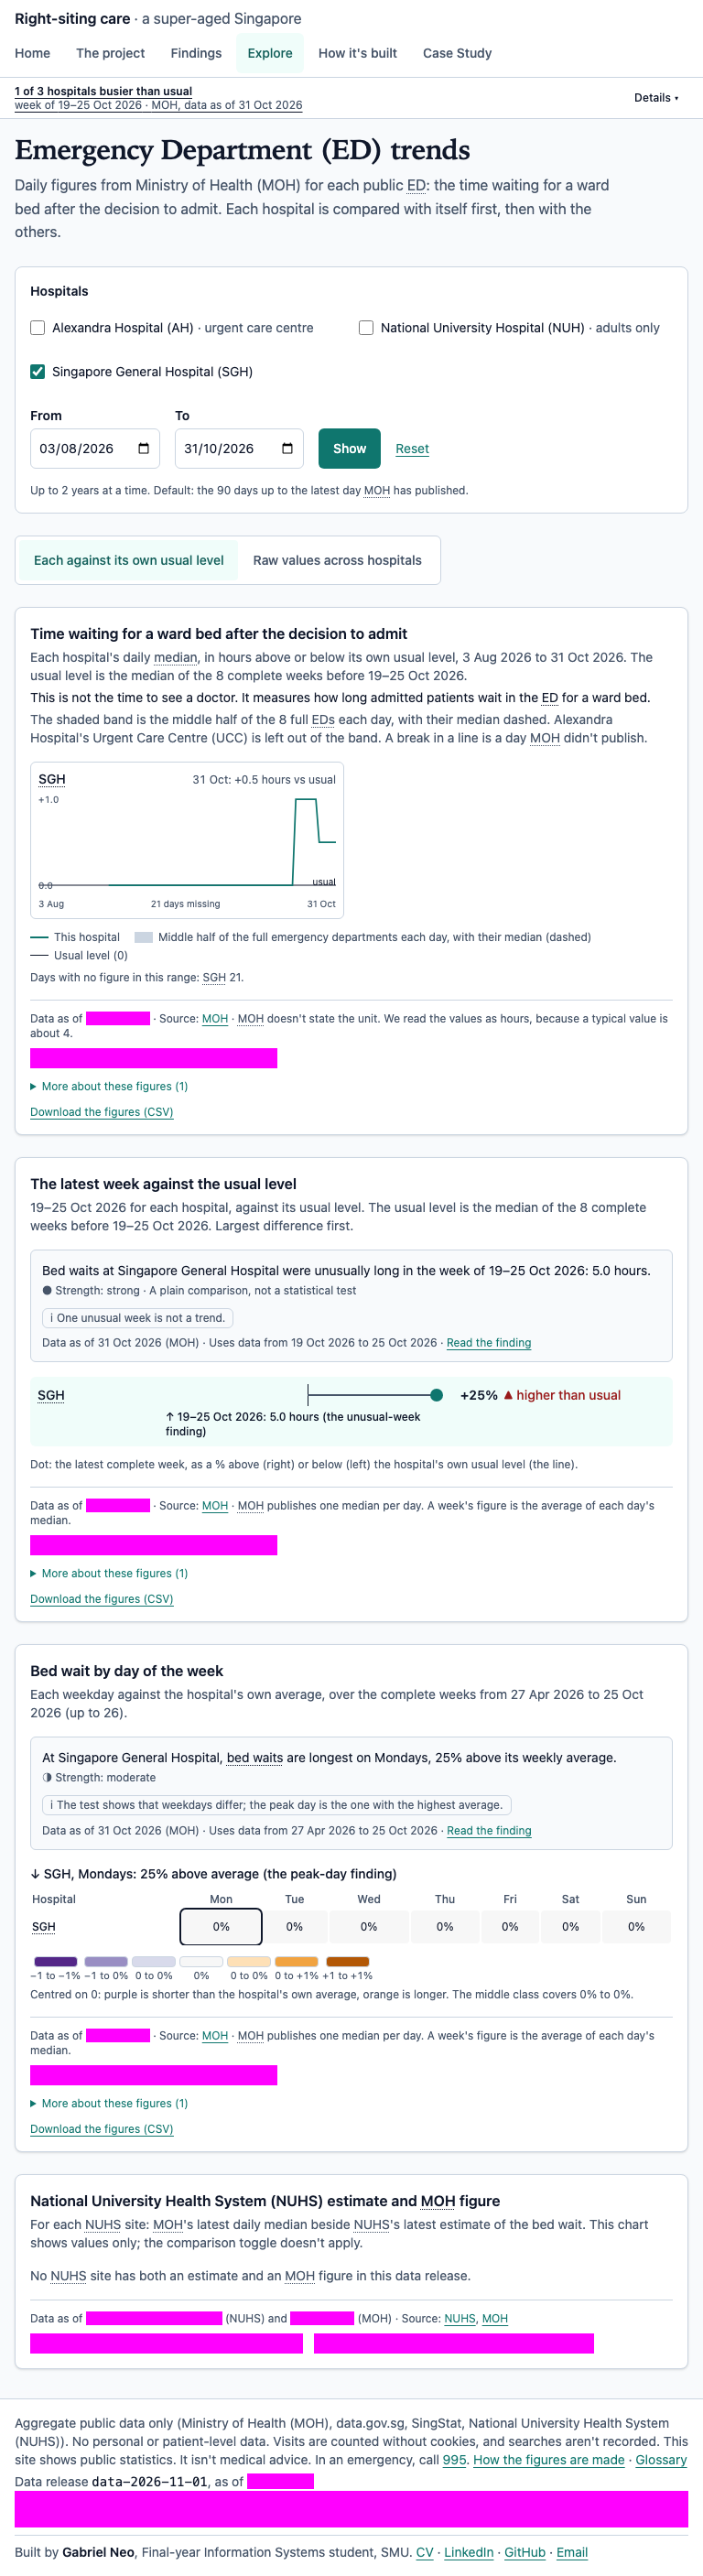 Right-siting care · a super-aged Singapore
Home The project Findings Explore How it's built Case Study
1 of 3 hospitals busier than usual
week of 19–25 Oct 2026 · MOH, data as of 31 Oct 2026
Details ▾
Emergency Department (ED) trends
Daily figures from Ministry of Health (MOH) for each public ED: the time waiting for a ward
bed after the decision to admit. Each hospital is compared with itself first, then with the
others.
Hospitals
Alexandra Hospital (AH) · urgent care centre
National University Hospital (NUH) · adults only
Singapore General Hospital (SGH)
From To
03/08/2026 31/10/2026 Show Reset
Up to 2 years at a time. Default: the 90 days up to the latest day MOH has published.
Each against its own usual level Raw values across hospitals
Time waiting for a ward bed after the decision to admit
Each hospital's daily median, in hours above or below its own usual level, 3 Aug 2026 to 31 Oct 2026. The
usual level is the median of the 8 complete weeks before 19–25 Oct 2026.
This is not the time to see a doctor. It measures how long admitted patients wait in the ED for a ward bed.
The shaded band is the middle half of the 8 full EDs each day, with their median dashed. Alexandra
Hospital's Urgent Care Centre (UCC) is left out of the band. A break in a line is a day MOH didn't publish.
SGH 31 Oct: +0.5 hours vs usual
+1.0
0.0 usual
3 Aug 21 days missing 31 Oct
This hospital Middle half of the full emergency departments each day, with their median (dashed)
Usual level (0)
Days with no figure in this range: SGH 21.
Data as of · Source: MOH · MOH doesn't state the unit. We read the values as hours, because a typical value is
about 4.
▶ More about these figures (1)
Download the figures (CSV)
The latest week against the usual level
19–25 Oct 2026 for each hospital, against its usual level. The usual level is the median of the 8 complete
weeks before 19–25 Oct 2026. Largest difference first.
Bed waits at Singapore General Hospital were unusually long in the week of 19–25 Oct 2026: 5.0 hours.
● Strength: strong · A plain comparison, not a statistical test
i One unusual week is not a trend.
Data as of 31 Oct 2026 (MOH) · Uses data from 19 Oct 2026 to 25 Oct 2026 · Read the finding
SGH +25% ▲ higher than usual
↑ 19–25 Oct 2026: 5.0 hours (the unusual-week
finding)
Dot: the latest complete week, as a % above (right) or below (left) the hospital's own usual level (the line).
Data as of · Source: MOH · MOH publishes one median per day. A week's figure is the average of each day's
median.
▶ More about these figures (1)
Download the figures (CSV)
Bed wait by day of the week
Each weekday against the hospital's own average, over the complete weeks from 27 Apr 2026 to 25 Oct
2026 (up to 26).
At Singapore General Hospital, bed waits are longest on Mondays, 25% above its weekly average.
◑ Strength: moderate
i The test shows that weekdays differ; the peak day is the one with the highest average.
Data as of 31 Oct 2026 (MOH) · Uses data from 27 Apr 2026 to 25 Oct 2026 · Read the finding
↓ SGH, Mondays: 25% above average (the peak-day finding)
Hospital Mon Tue Wed Thu Fri Sat Sun
SGH 0% 0% 0% 0% 0% 0% 0%
−1 to −1% −1 to 0% 0 to 0% 0% 0 to 0% 0 to +1% +1 to +1%
Centred on 0: purple is shorter than the hospital's own average, orange is longer. The middle class covers 0% to 0%.
Data as of · Source: MOH · MOH publishes one median per day. A week's figure is the average of each day's
median.
▶ More about these figures (1)
Download the figures (CSV)
National University Health System (NUHS) estimate and MOH figure
For each NUHS site: MOH's latest daily median beside NUHS's latest estimate of the bed wait. This chart
shows values only; the comparison toggle doesn't apply.
No NUHS site has both an estimate and an MOH figure in this data release.
Data as of (NUHS) and (MOH) · Source: NUHS, MOH
Aggregate public data only (Ministry of Health (MOH), data.gov.sg, SingStat, National University Health System
(NUHS)). No personal or patient-level data. Visits are counted without cookies, and searches aren't recorded. This
site shows public statistics. It isn't medical advice. In an emergency, call 995. How the figures are made · Glossary
Data release data-2026-11-01, as of
Built by Gabriel Neo, Final-year Information Systems student, SMU. CV · LinkedIn · GitHub · Email